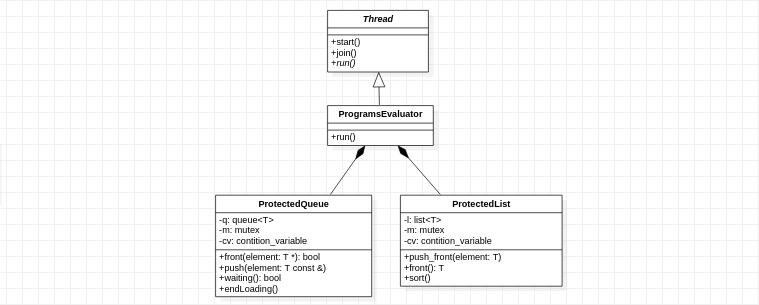 Thread
+start()
+join()
+run()
ProgramsEvaluator
+run()
ProtectedQueue
-q: queue<T>
-m: mutex
-cv: contition_variable
+front(element: T *): bool
+push(element: T const &)
+waiting(): bool
+endLoading()
ProtectedList
-l: list<T>
-m: mutex
-cv: contition_variable
+push_front(element: T)
+front(): T
+sort()